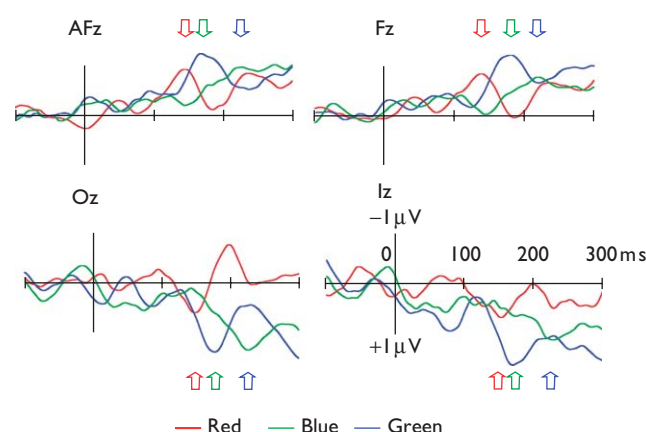 AFz
Fz
Oz
Iz
−1 μV
0 100 200 300 ms
+1 μV
Red Blue Green